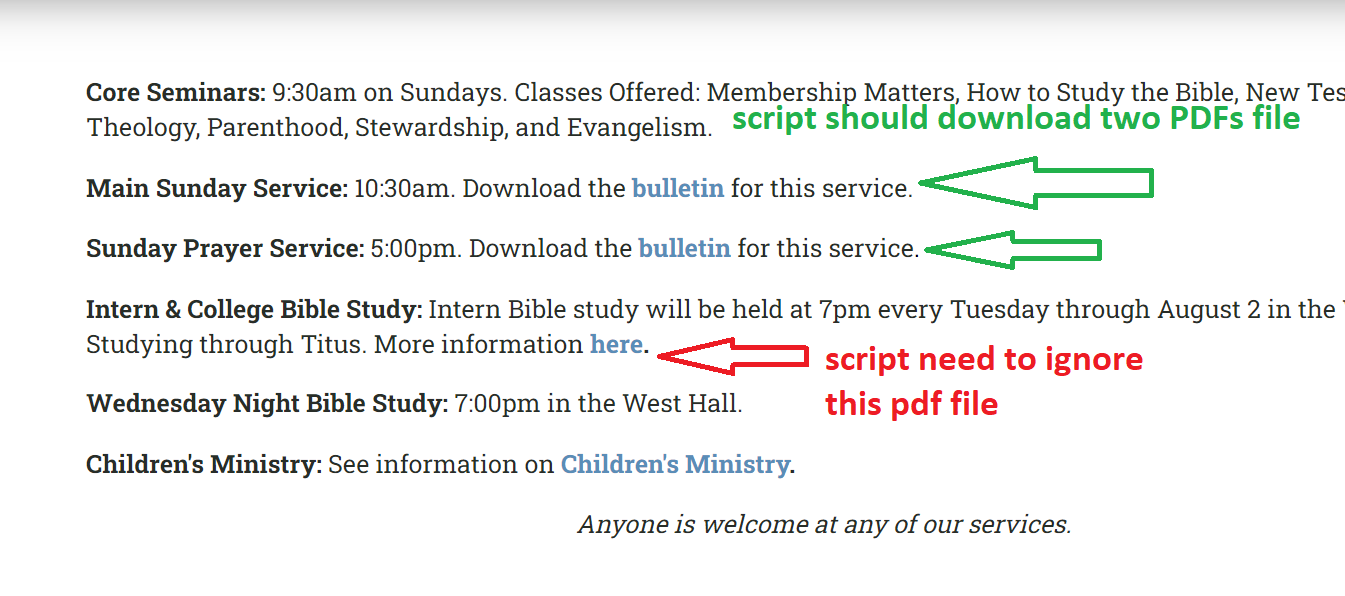 Core Seminars: 9:30am on Sundays. Classes Offered: Membership Matters, How to Study the Bible, New Tes
Theology, Parenthood, Stewardship, and Evangelism.
script should download two PDFs file
Main Sunday Service: 10:30am. Download the bulletin for this service.
Sunday Prayer Service: 5:00pm. Download the bulletin for this service.
Intern & College Bible Study: Intern Bible study will be held at 7pm every Tuesday through August 2 in the
Studying through Titus. More information here.
script need to ignore
this pdf file
Wednesday Night Bible Study: 7:00pm in the West Hall.
Children's Ministry: See information on Children's Ministry.
Anyone is welcome at any of our services.